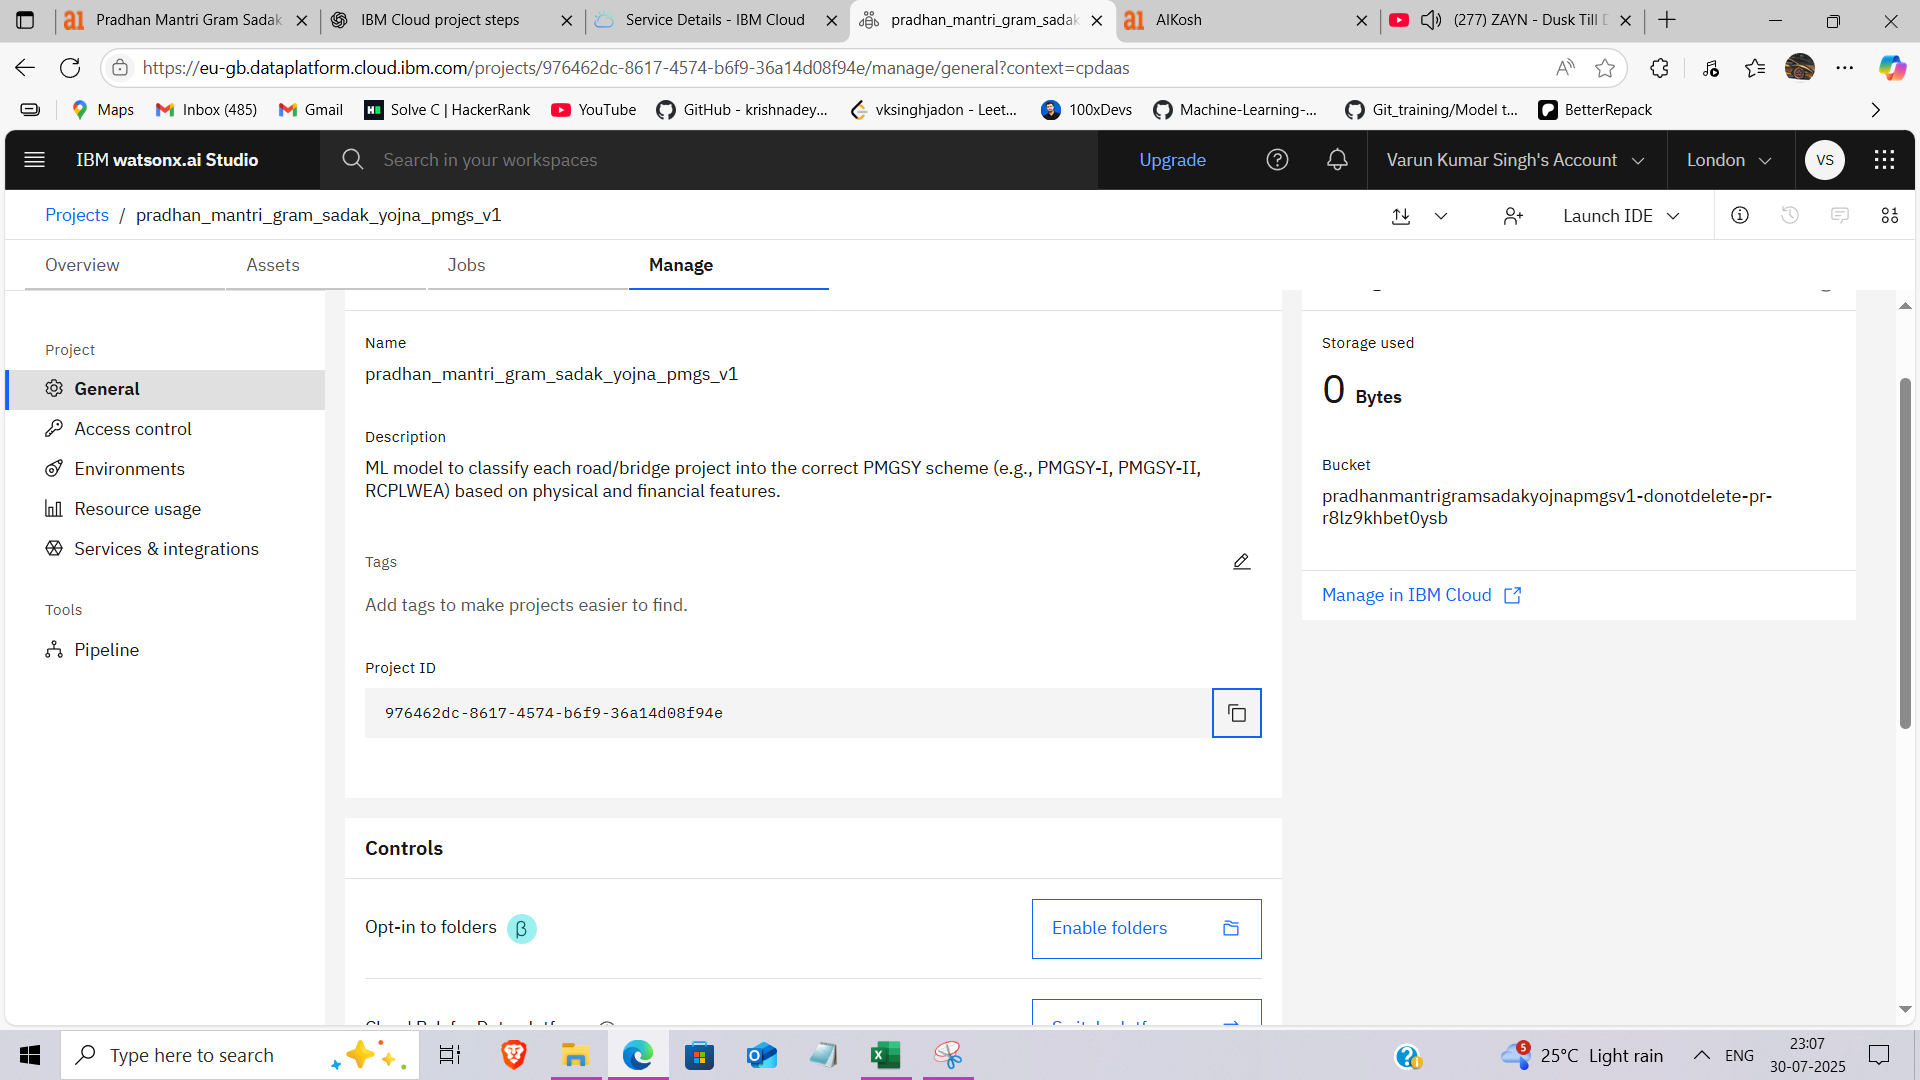 Pradhan Mantri Gram Sadak
IBM Cloud project steps
Service Details - IBM Cloud
pradhan_mantri_gram_sadak
AIKosh
(277) ZAYN - Dusk Till D
https://eu-gb.dataplatform.cloud.ibm.com/projects/976462dc-8617-4574-b6f9-36a14d08f94e/manage/general?context=cpdaas
Maps
Inbox (485)
Gmail
Solve C | HackerRank
YouTube
GitHub - krishnadey...
vksinghjadon - Leet...
100xDevs
Machine-Learning-...
Git_training/Model t...
BetterRepack
IBM watsonx.ai Studio
Search in your workspaces
Upgrade
Varun Kumar Singh's Account
London
VS
Projects / pradhan_mantri_gram_sadak_yojna_pmgs_v1
Launch IDE
Overview
Assets
Jobs
Manage
Project
General
Access control
Environments
Resource usage
Services & integrations
Tools
Pipeline
Name
pradhan_mantri_gram_sadak_yojna_pmgs_v1
Description
ML model to classify each road/bridge project into the correct PMGSY scheme (e.g., PMGSY-I, PMGSY-II,
RCPLWEA) based on physical and financial features.
Tags
Add tags to make projects easier to find.
Project ID
976462dc-8617-4574-b6f9-36a14d08f94e
Controls
Opt-in to folders β
Enable folders
Storage used
0 Bytes
Bucket
pradhanmantrigramsadakyojnapmgsv1-donotdelete-pr-
r8lz9khbet0ysb
Manage in IBM Cloud
Type here to search
5
25°C Light rain
ENG
23:07
30-07-2025